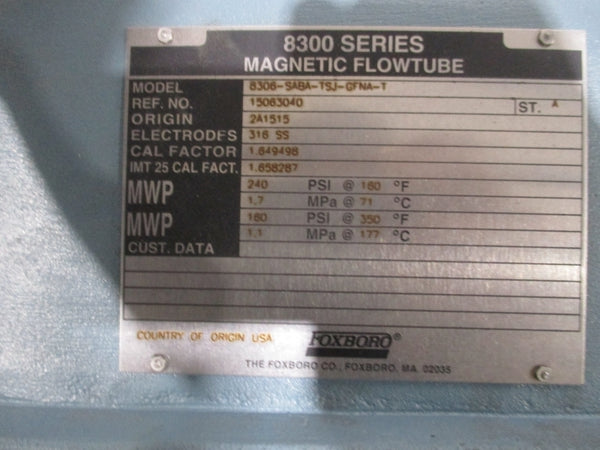 8300 SERIES
MAGNETIC FLOWTUBE
MODEL 8306-SABA-TSJ-GFNA-T
REF. NO. 15063040 ST. A
ORIGIN 2A1515
ELECTRODES 316 SS
CAL FACTOR 1.649498
IMT 25 CAL FACT. 1.658287
MWP 240 PSI @ 160 °F
1.7 MPa @ 71 °C
MWP 160 PSI @ 350 °F
1.1 MPa @ 177 °C
CUST. DATA
COUNTRY OF ORIGIN USA FOXBORO®
THE FOXBORO CO., FOXBORO, MA. 02035